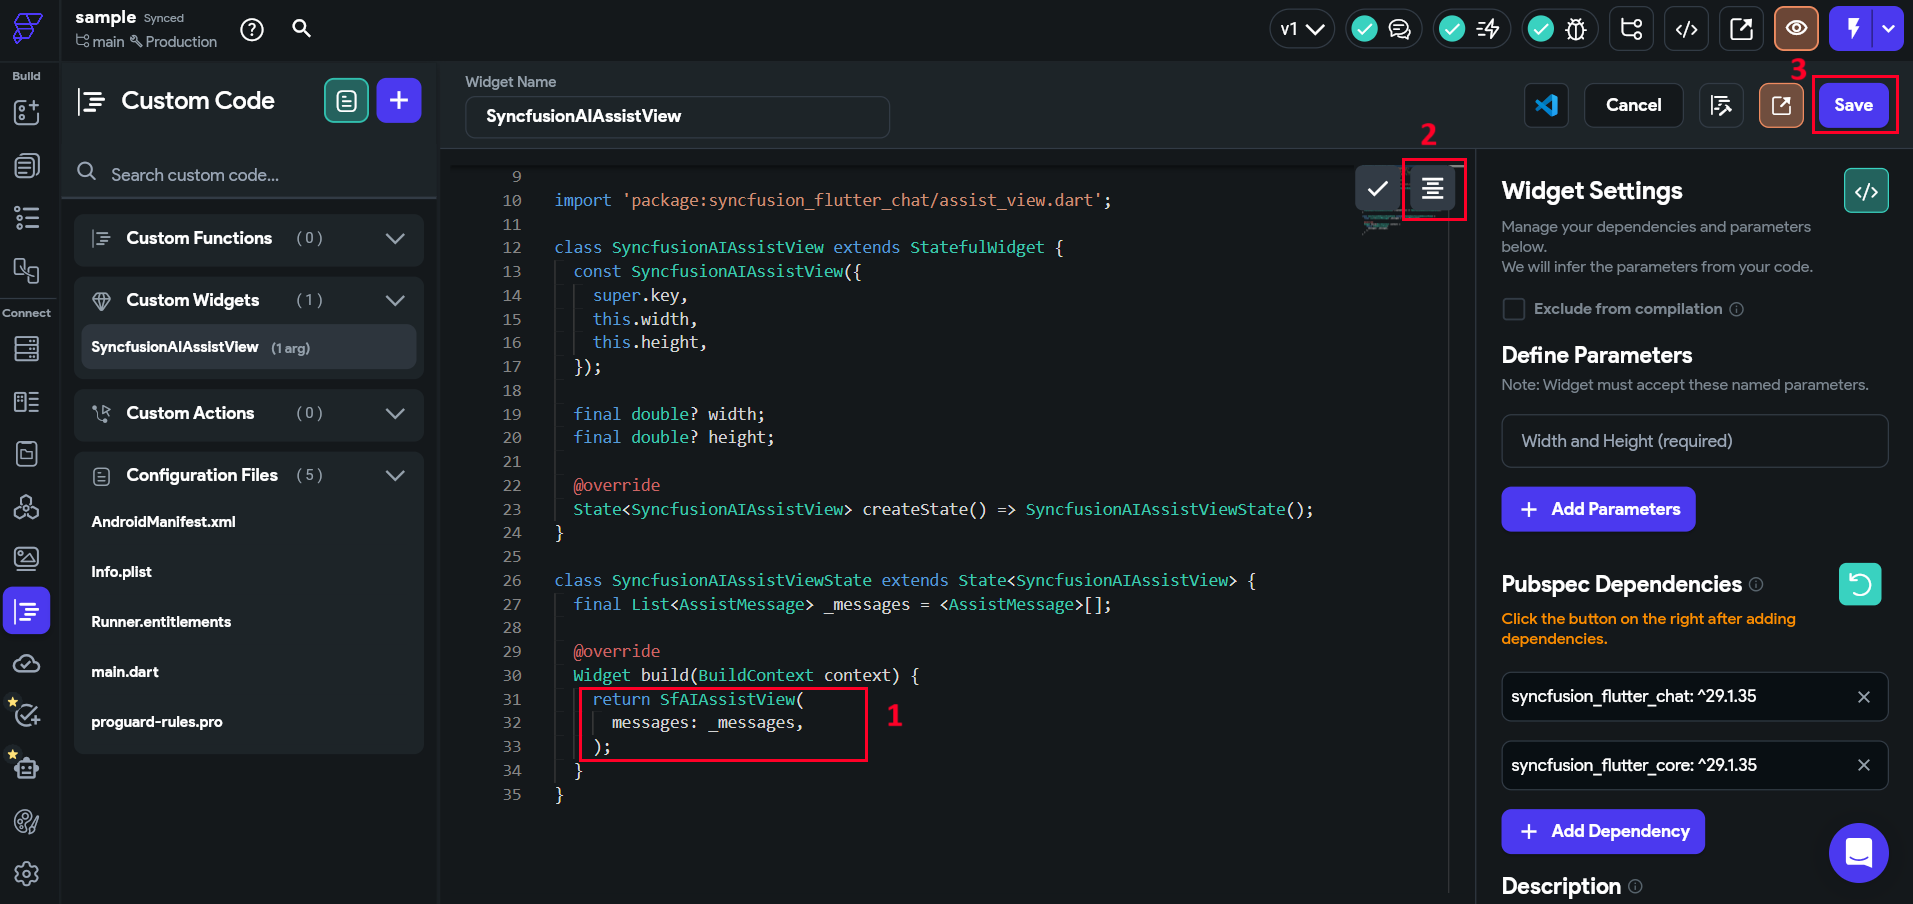 sample Synced
main Production
v1
Build
Connect
Custom Code
Search custom code...
Custom Functions (0)
Custom Widgets (1)
SyncfusionAIAssistView (1 arg)
Custom Actions (0)
Configuration Files (5)
AndroidManifest.xml
Info.plist
Runner.entitlements
main.dart
proguard-rules.pro
Widget Name
SyncfusionAIAssistView
Cancel
3
Save
2
9
10 import 'package:syncfusion_flutter_chat/assist_view.dart';
11
12 class SyncfusionAIAssistView extends StatefulWidget {
13 const SyncfusionAIAssistView({
14 super.key,
15 this.width,
16 this.height,
17 });
18
19 final double? width;
20 final double? height;
21
22 @override
23 State<SyncfusionAIAssistView> createState() => SyncfusionAIAssistViewState();
24 }
25
26 class SyncfusionAIAssistViewState extends State<SyncfusionAIAssistView> {
27 final List<AssistMessage> _messages = <AssistMessage>[];
28
29 @override
30 Widget build(BuildContext context) {
31 return SfAIAssistView(
32 messages: _messages,
33 );
34 }
35 }
1
Widget Settings
Manage your dependencies and parameters
below.
We will infer the parameters from your code.
Exclude from compilation
Define Parameters
Note: Widget must accept these named parameters.
Width and Height (required)
+ Add Parameters
Pubspec Dependencies
Click the button on the right after adding
dependencies.
syncfusion_flutter_chat: ^29.1.35
syncfusion_flutter_core: ^29.1.35
+ Add Dependency
Description